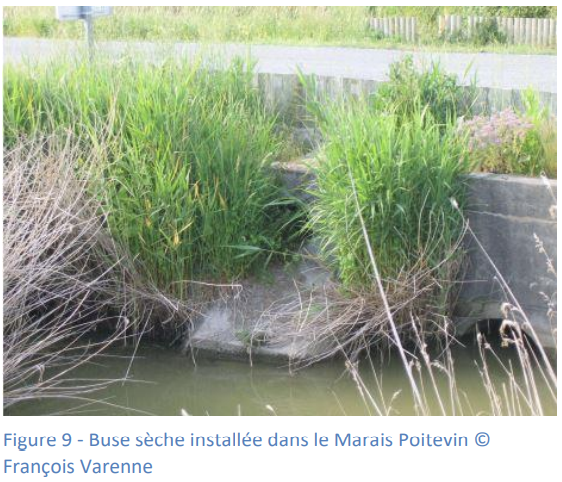 Figure 9 - Buse sèche installée dans le Marais Poitevin ©
François Varenne